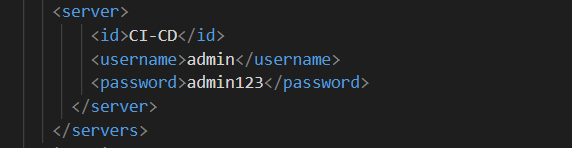 <server>
<id>CI-CD</id>
<username>admin</username>
<password>admin123</password>
</server>
</servers>